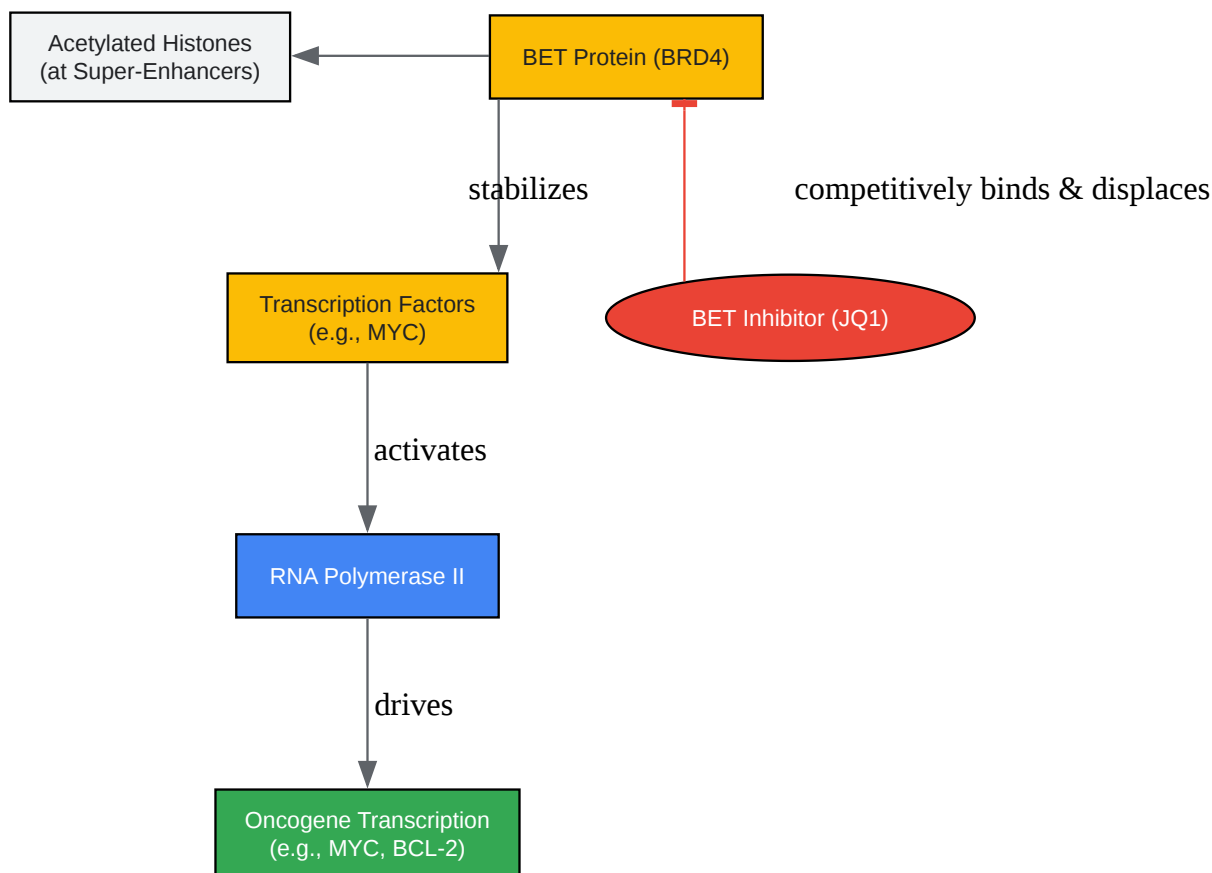 Acetylated Histones
(at Super-Enhancers)
BET Protein (BRD4)
stabilizes
competitively binds & displaces
Transcription Factors
(e.g., MYC)
BET Inhibitor (JQ1)
activates
RNA Polymerase II
drives
Oncogene Transcription
(e.g., MYC, BCL-2)